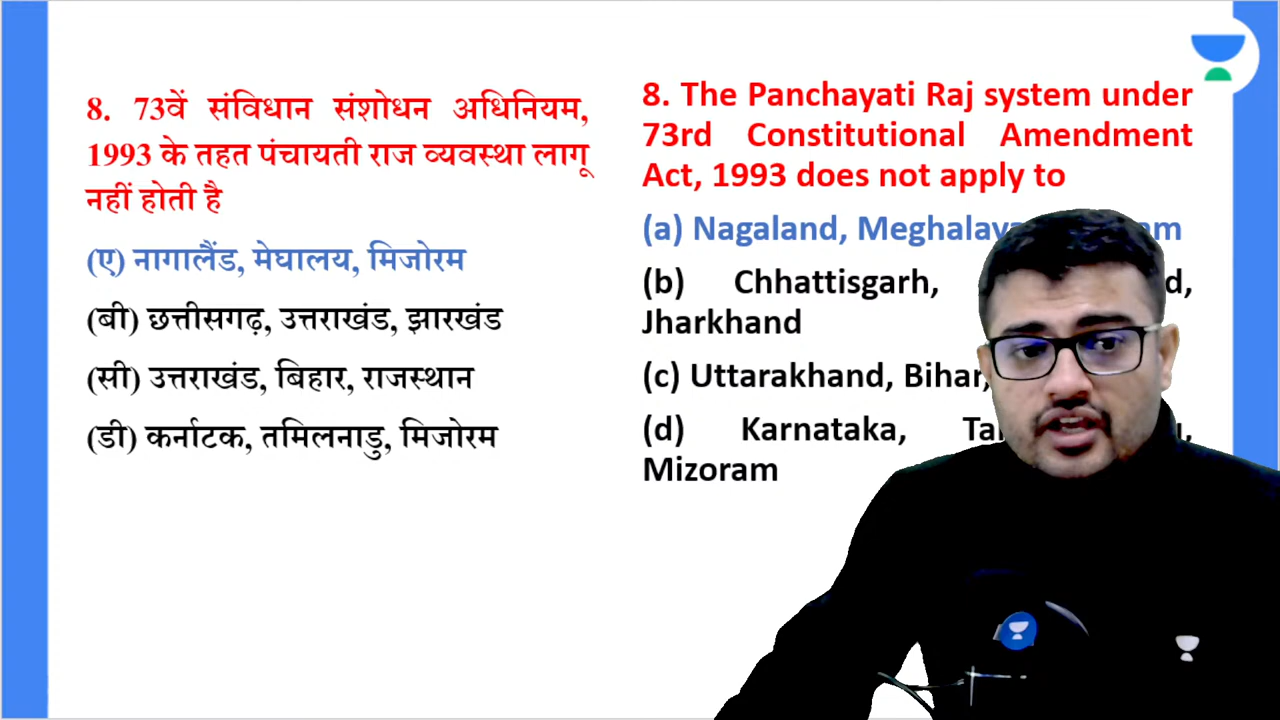 8. 73वें संविधान संशोधन अधिनियम,
1993 के तहत पंचायती राज व्यवस्था लागू
नहीं होती है
(ए) नागालैंड, मेघालय, मिजोरम
(बी) छत्तीसगढ़, उत्तराखंड, झारखंड
(सी) उत्तराखंड, बिहार, राजस्थान
(डी) कर्नाटक, तमिलनाडु, मिजोरम
8. The Panchayati Raj system under
73rd Constitutional Amendment
Act, 1993 does not apply to
(a) Nagaland,
(b) Chhattisgarh,
Jharkhand
(c) Uttarakhand, Bihar,
(d) Karnataka,
Mizoram